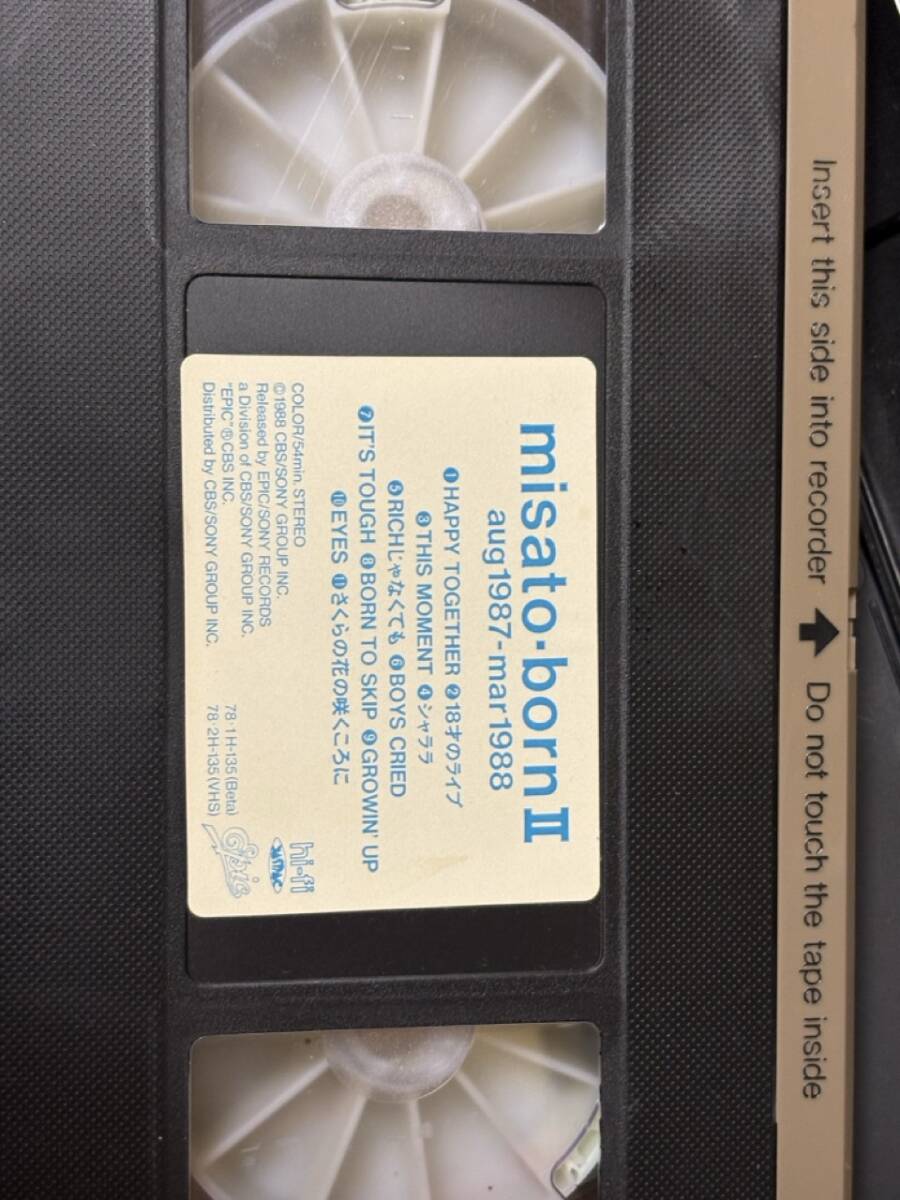 misato·born II
aug1987-mar1988
❶HAPPY TOGETHER ❷18才のライブ
❸THIS MOMENT ❹シャララ
❺RICHじゃなくても ❻BOYS CRIED
❼IT'S TOUGH ❽BORN TO SKIP ❾GROWIN' UP
❿EYES ⓫さくらの花の咲くころに
COLOR/54min. STEREO
©1988 CBS/SONY GROUP INC.
Released by EPIC/SONY RECORDS
a Division of CBS/SONY GROUP INC.
"EPIC" ® CBS INC.
Distributed by CBS/SONY GROUP INC.
78·1H-135(Beta)
78·2H-135(VHS)
hi-fi
Epic
Insert this side into recorder ⬆ Do not touch the tape inside